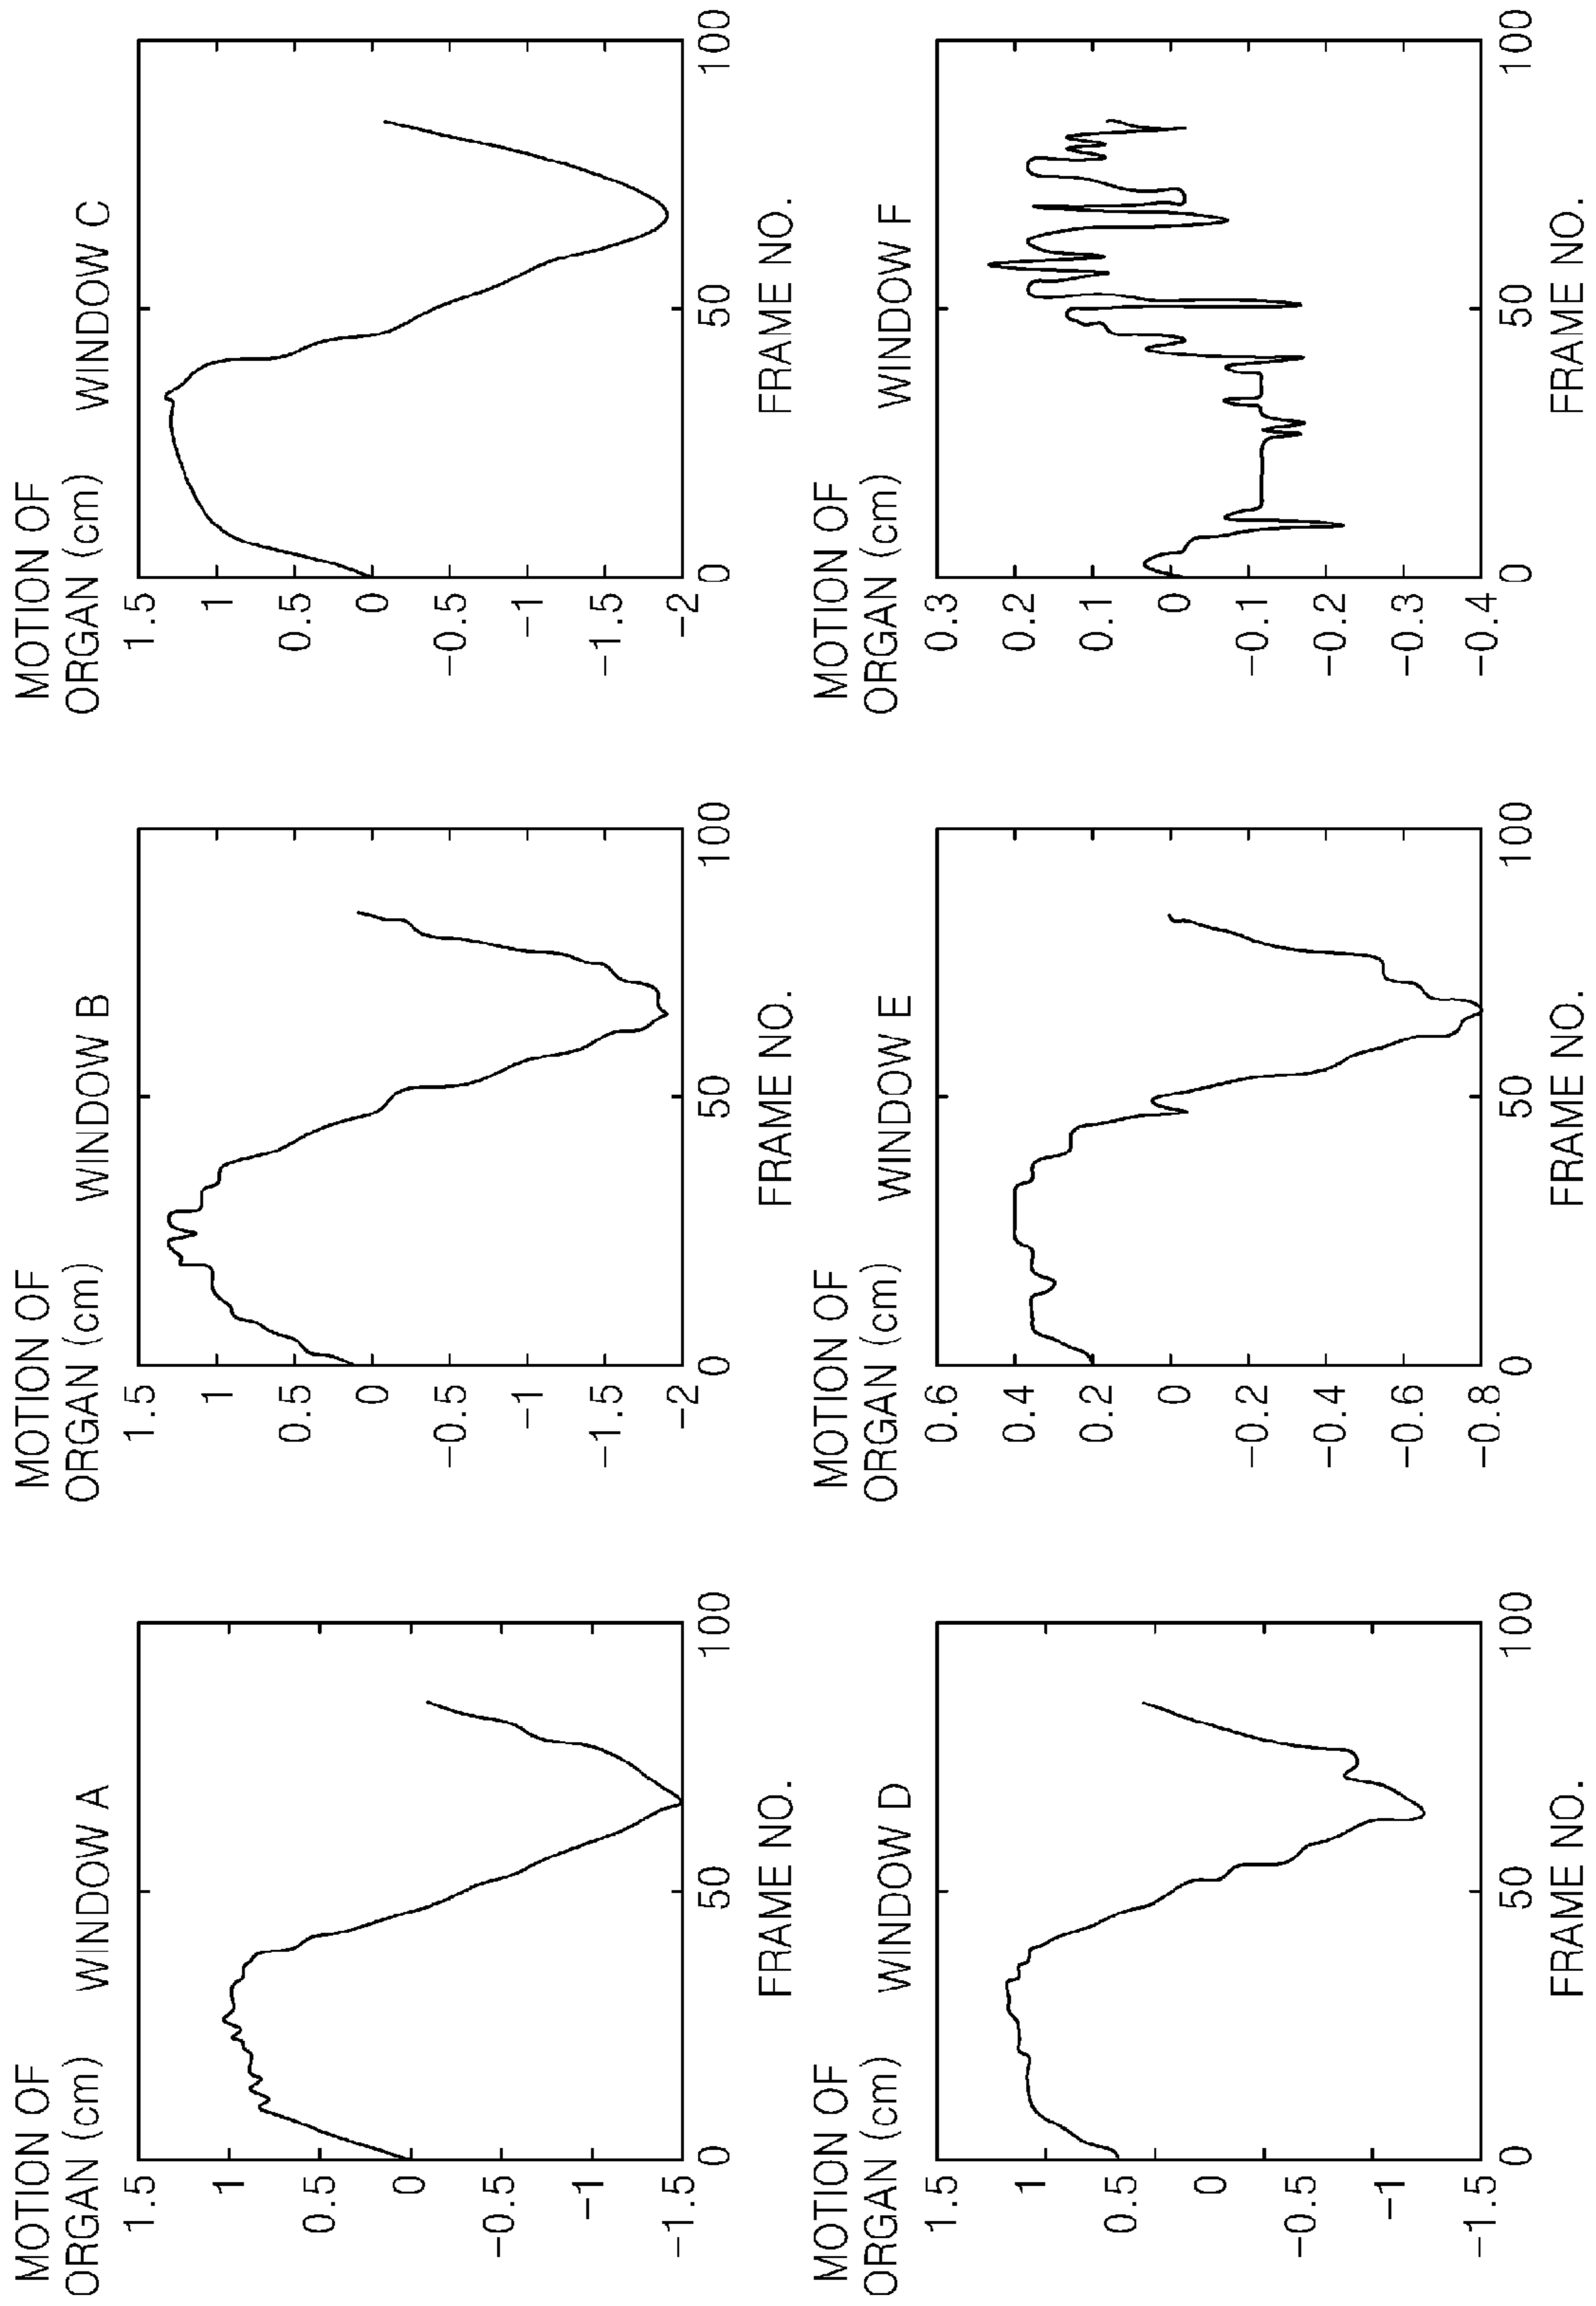 MOTION OF
ORGAN (cm)
WINDOW A
1.5
1
0.5
0
−0.5
−1
−1.5
0 50 100
FRAME NO.
MOTION OF
ORGAN (cm)
WINDOW B
1.5
1
0.5
0
−0.5
−1
−1.5
−2
0 50 100
FRAME NO.
MOTION OF
ORGAN (cm)
WINDOW C
1.5
1
0.5
0
−0.5
−1
−1.5
−2
0 50 100
FRAME NO.
MOTION OF
ORGAN (cm)
WINDOW D
1.5
1
0.5
0
−0.5
−1
−1.5
0 50 100
FRAME NO.
MOTION OF
ORGAN (cm)
WINDOW E
0.6
0.4
0.2
0
−0.2
−0.4
−0.6
−0.8
0 50 100
FRAME NO.
MOTION OF
ORGAN (cm)
WINDOW F
0.3
0.2
0.1
0
−0.1
−0.2
−0.3
−0.4
0 50 100
FRAME NO.